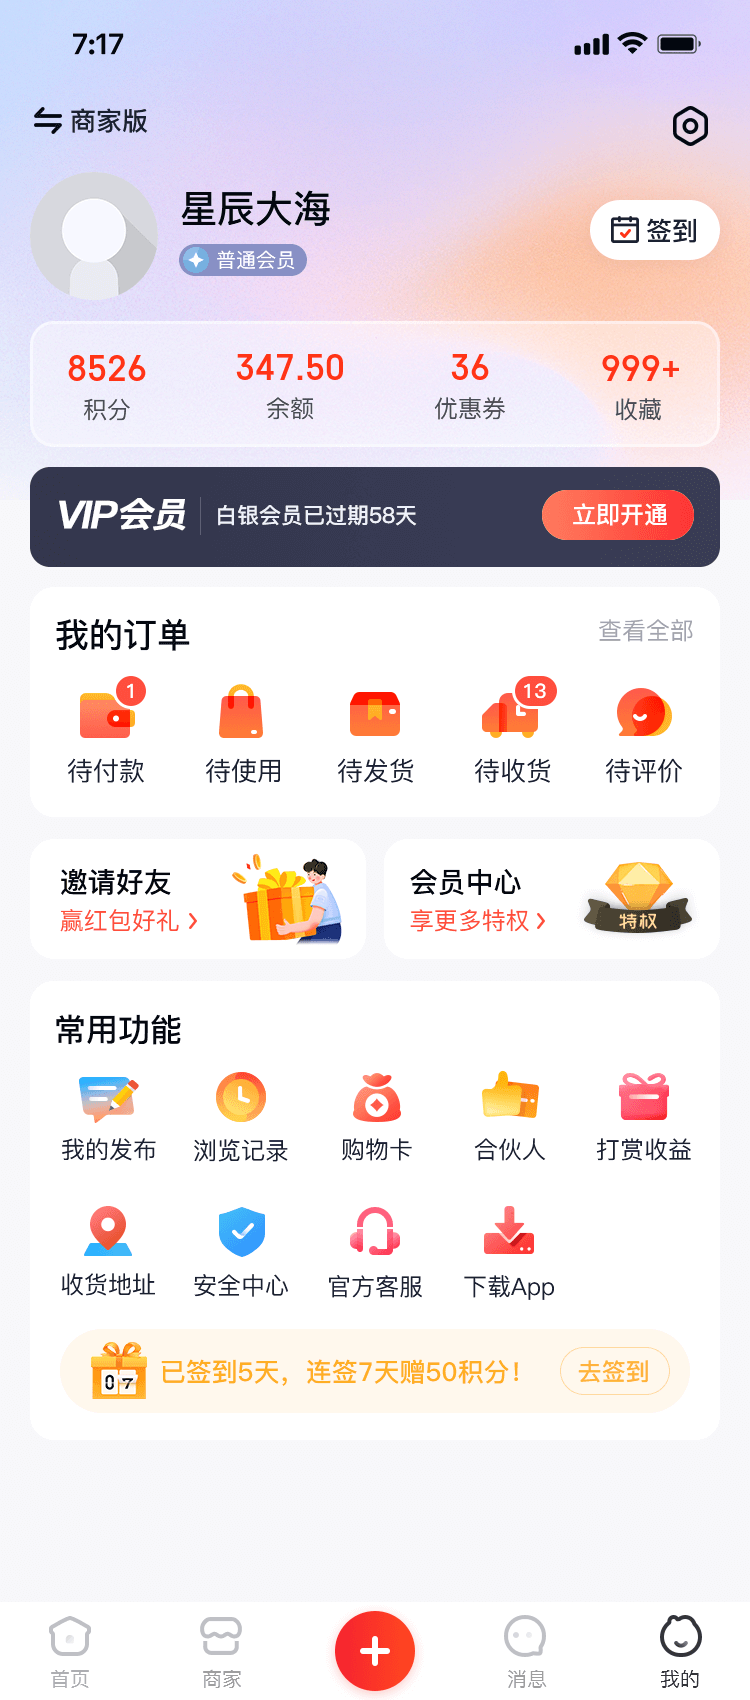 7:17
商家版
星辰大海
普通会员
签到
8526 347.50 36 999+
积分 余额 优惠券 收藏
VIP会员 白银会员已过期58天 立即开通
我的订单 查看全部
1 13
待付款 待使用 待发货 待收货 待评价
邀请好友
赢红包好礼
会员中心
享更多特权
特权
常用功能
我的发布 浏览记录 购物卡 合伙人 打赏收益
收货地址 安全中心 官方客服 下载App
07 已签到5天，连签7天赠50积分！ 去签到
首页 商家 消息 我的